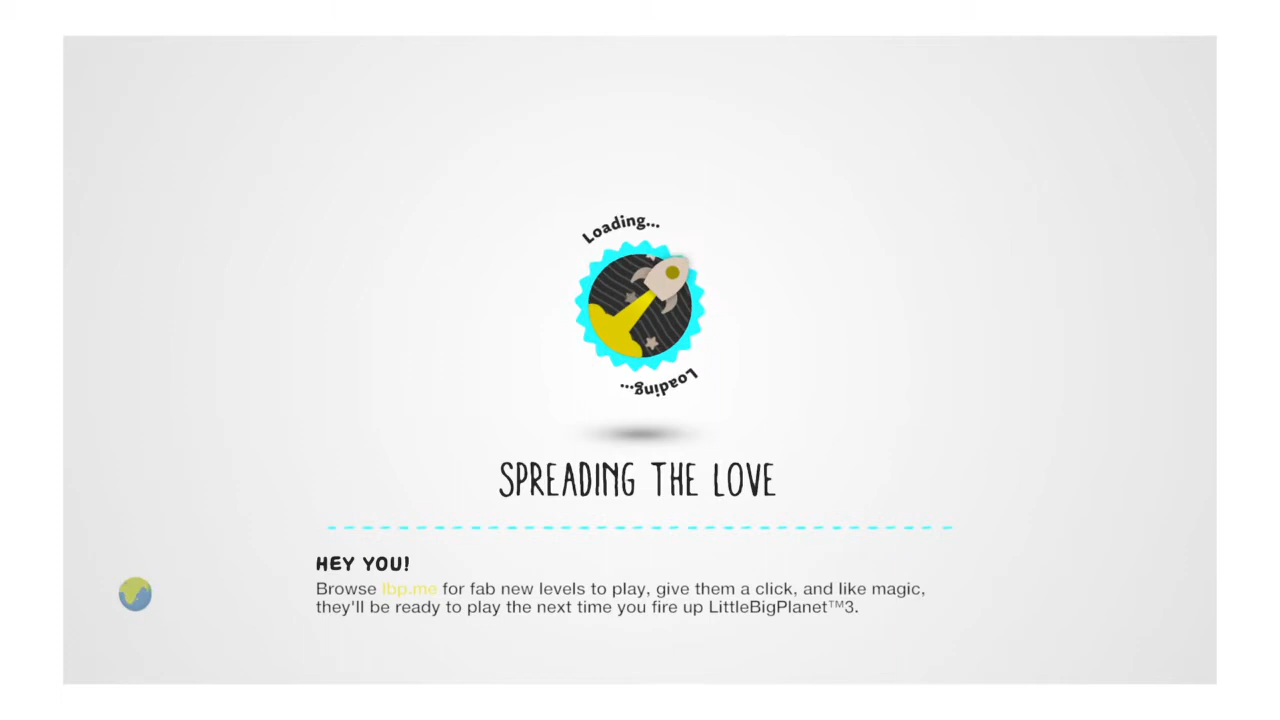 Loading...
Loading...
SPREADING THE LOVE
HEY YOU!
Browse lbp.me for fab new levels to play, give them a click, and like magic,
they'll be ready to play the next time you fire up LittleBigPlanet™3.